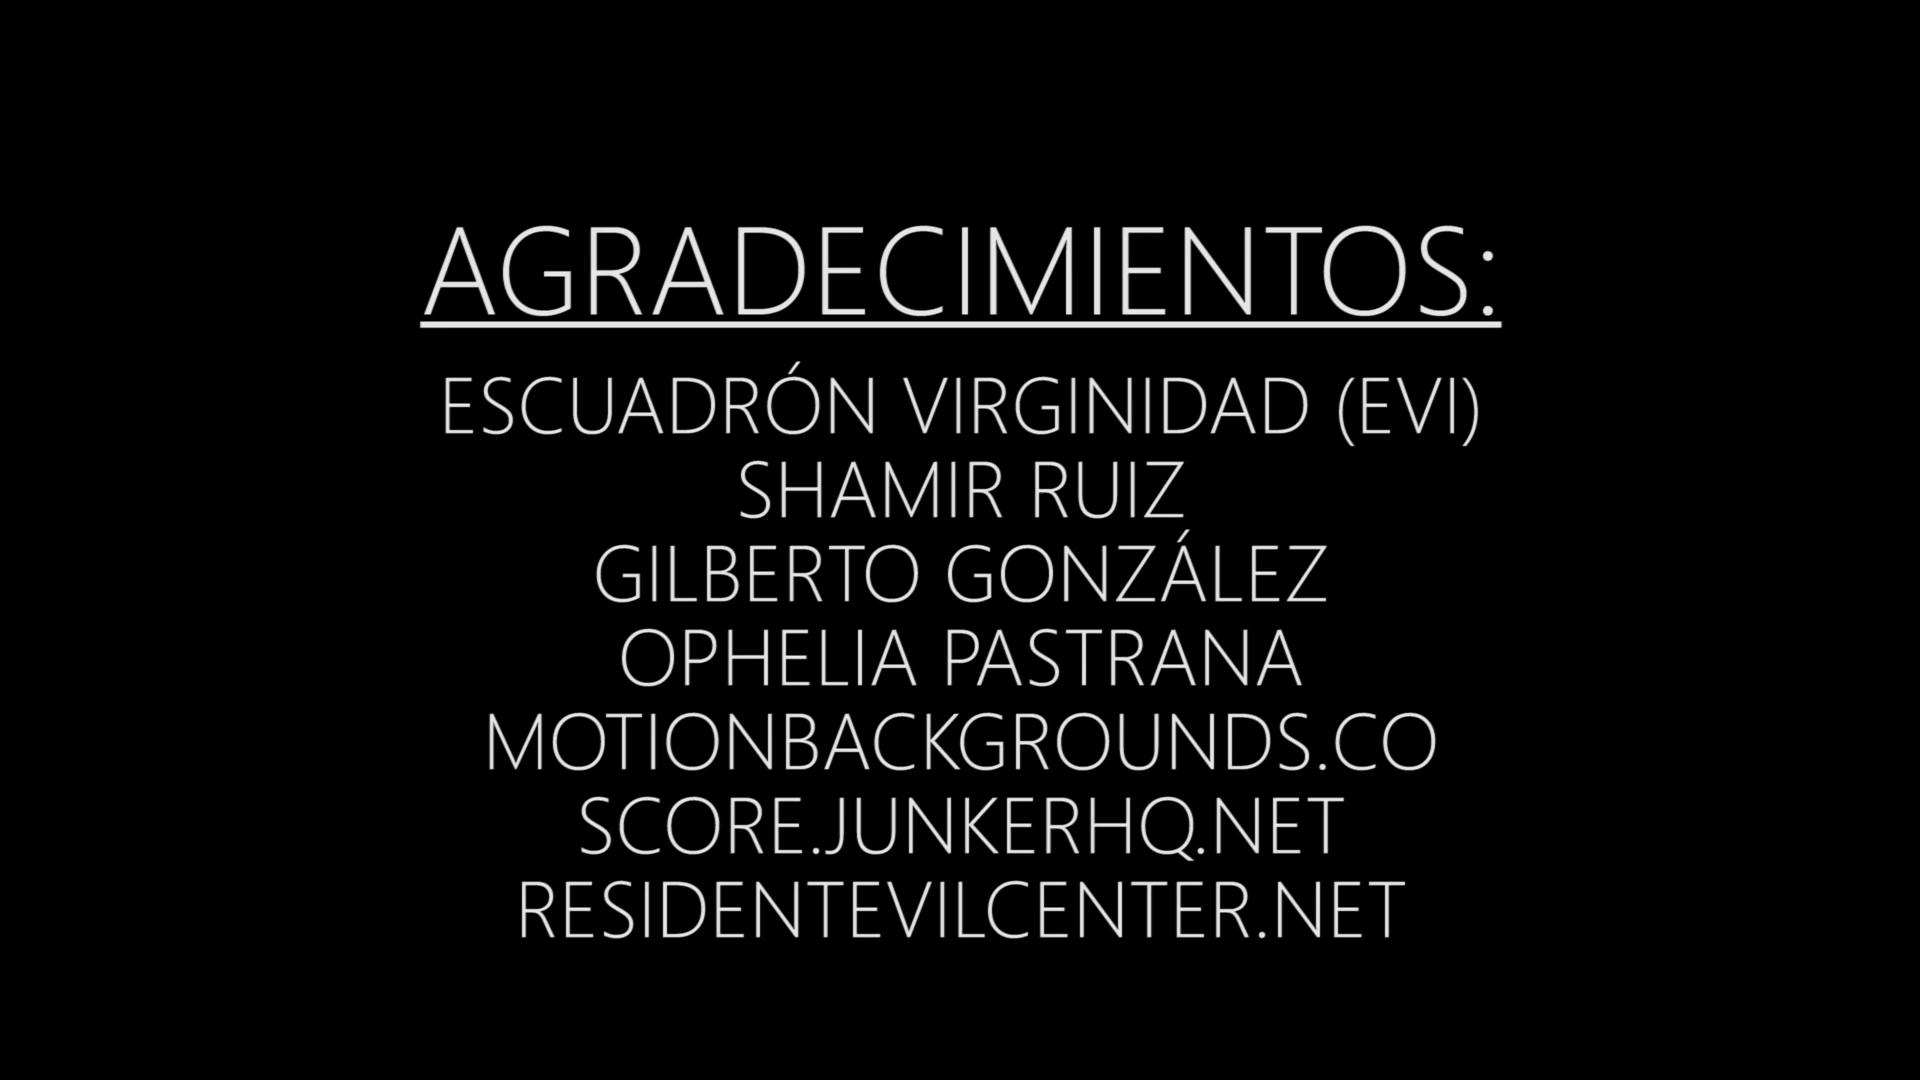 AGRADECIMIENTOS:
ESCUADRÓN VIRGINIDAD (EVI)
SHAMIR RUIZ
GILBERTO GONZÁLEZ
OPHELIA PASTRANA
MOTIONBACKGROUNDS.CO
SCORE.JUNKERHQ.NET
RESIDENTEVILCENTER.NET